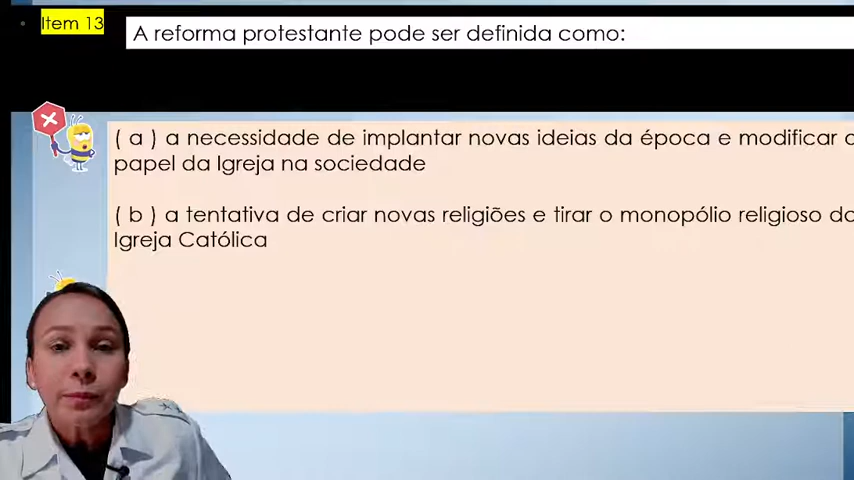 Item 13
A reforma protestante pode ser definida como:
( a ) a necessidade de implantar novas ideias da época e modificar
papel da Igreja na sociedade
( b ) a tentativa de criar novas religiões e tirar o monopólio religioso
Igreja Católica